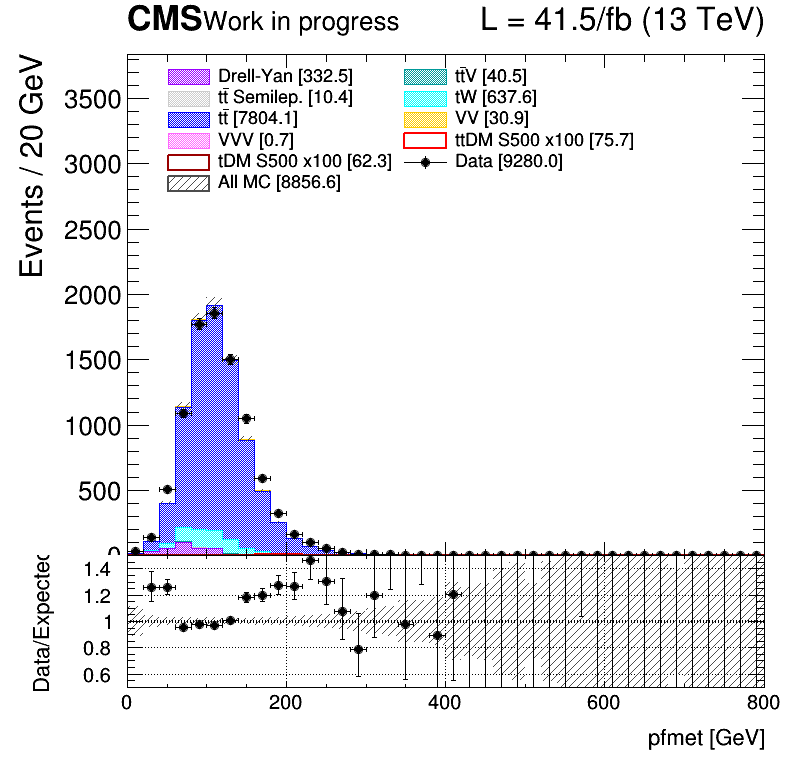 CMS Work in progress L = 41.5/fb (13 TeV)
Events / 20 GeV
3500
3000
2500
2000
1500
1000
500
0
Drell-Yan [332.5] tt̄V [40.5]
tt̄ Semilep. [10.4] tW [637.6]
tt̄ [7804.1] VV [30.9]
VVV [0.7] ttDM S500 x100 [75.7]
tDM S500 x100 [62.3] Data [9280.0]
All MC [8856.6]
Data/Expected
1.4
1.2
1
0.8
0.6
0 200 400 600 800
pfmet [GeV]